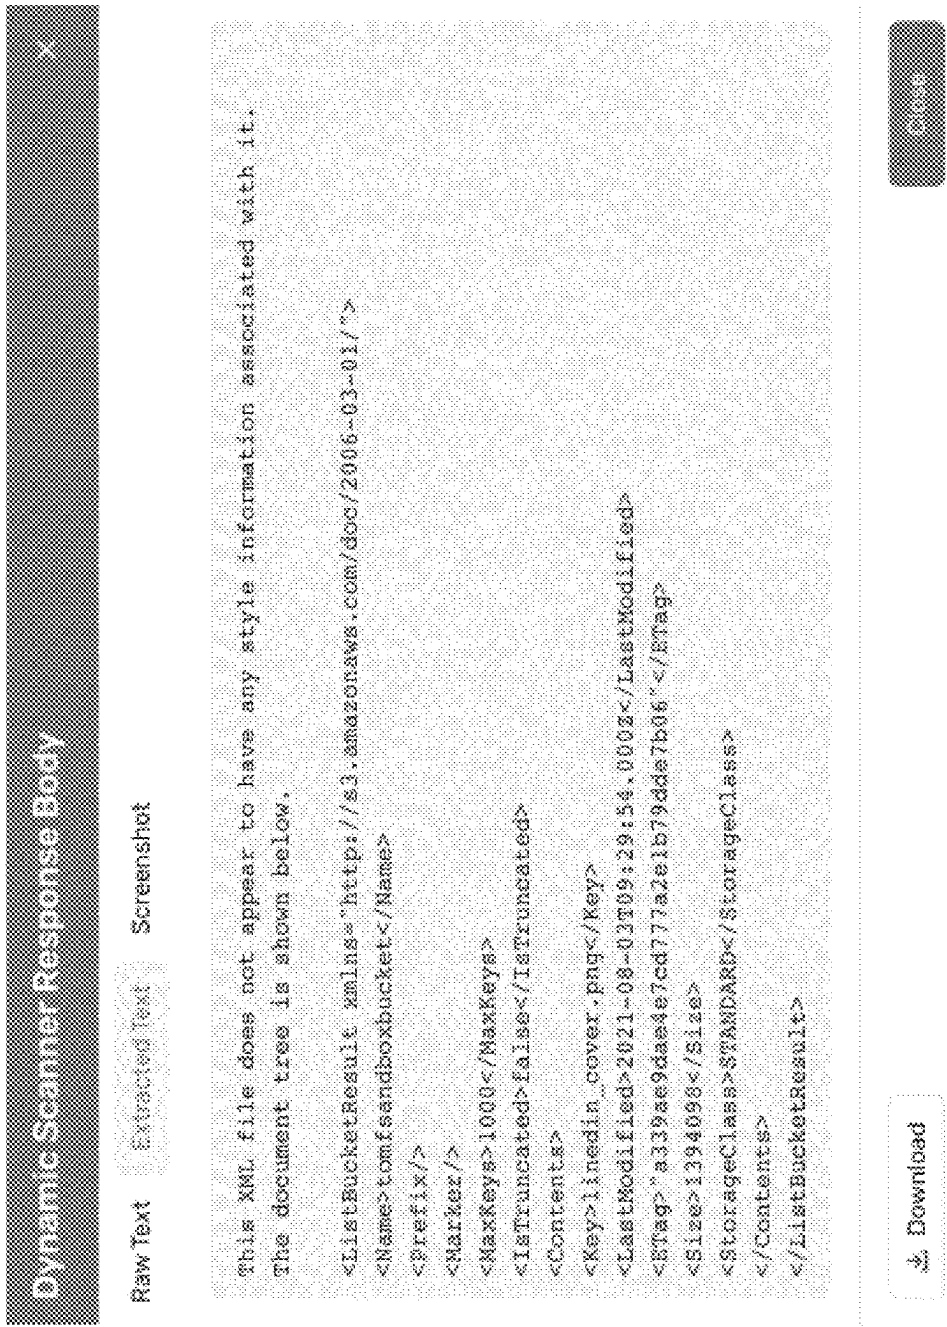 Dynamic Scanner Response Body ×
Raw Text Extracted Text Screenshot
This XML file does not appear to have any style information associated with it.
The document tree is shown below.
<ListBucketResult xmlns="http://s3.amazonaws.com/doc/2006-03-01/">
<Name>tomfsandboxbucket</Name>
<Prefix/>
<Marker/>
<MaxKeys>1000</MaxKeys>
<IsTruncated>false</IsTruncated>
<Contents>
<Key>linedin_cover.png</Key>
<LastModified>2021-08-03T09:29:54.000Z</LastModified>
<ETag>"a339ae9dae4e7cd777a2e1b79dde7b06"</ETag>
<Size>1394098</Size>
<StorageClass>STANDARD</StorageClass>
</Contents>
</ListBucketResult>
Download Close